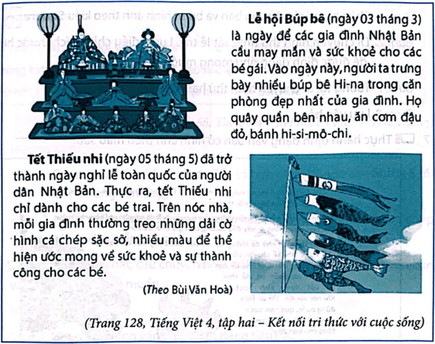 Lễ hội Búp bê (ngày 03 tháng 3)
là ngày để các gia đình Nhật Bản
cầu may mắn và sức khoẻ cho các
bé gái. Vào ngày này, người ta trưng
bày nhiều búp bê Hi-na trong căn
phòng đẹp nhất của gia đình. Họ
quây quần bên nhau, ăn cơm đậu
đỏ, bánh hi-si-mô-chi.
Tết Thiếu nhi (ngày 05 tháng 5) đã trở
thành ngày nghỉ lễ toàn quốc của người
dân Nhật Bản. Thực ra, tết Thiếu nhi
chỉ dành cho các bé trai. Trên nóc nhà,
mỗi gia đình thường treo những dải cờ
hình cá chép sặc sỡ, nhiều màu để thể
hiện ước mong về sức khoẻ và sự thành
công cho các bé.
(Theo Bùi Văn Hoà)
(Trang 128, Tiếng Việt 4, tập hai – Kết nối tri thức với cuộc sống)